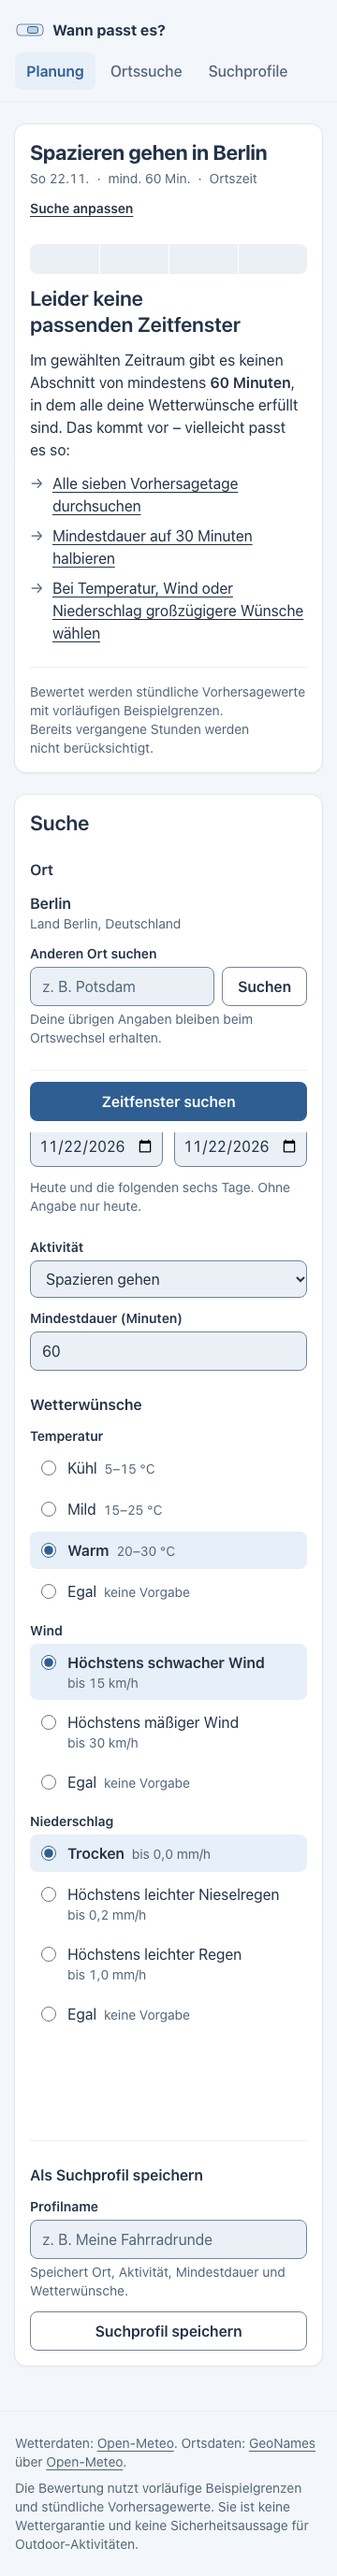 Wann passt es?
Planung Ortssuche Suchprofile
Spazieren gehen in Berlin
So 22.11. · mind. 60 Min. · Ortszeit
Suche anpassen
Leider keine
passenden Zeitfenster
Im gewählten Zeitraum gibt es keinen
Abschnitt von mindestens 60 Minuten,
in dem alle deine Wetterwünsche erfüllt
sind. Das kommt vor – vielleicht passt
es so:
→ Alle sieben Vorhersagetage
durchsuchen
→ Mindestdauer auf 30 Minuten
halbieren
→ Bei Temperatur, Wind oder
Niederschlag großzügigere Wünsche
wählen
Bewertet werden stündliche Vorhersagewerte
mit vorläufigen Beispielgrenzen.
Bereits vergangene Stunden werden
nicht berücksichtigt.
Suche
Ort
Berlin
Land Berlin, Deutschland
Anderen Ort suchen
z. B. Potsdam Suchen
Deine übrigen Angaben bleiben beim
Ortswechsel erhalten.
Zeitfenster suchen
11/22/2026 11/22/2026
Heute und die folgenden sechs Tage. Ohne
Angabe nur heute.
Aktivität
Spazieren gehen
Mindestdauer (Minuten)
60
Wetterwünsche
Temperatur
Kühl 5–15 °C
Mild 15–25 °C
Warm 20–30 °C
Egal keine Vorgabe
Wind
Höchstens schwacher Wind
bis 15 km/h
Höchstens mäßiger Wind
bis 30 km/h
Egal keine Vorgabe
Niederschlag
Trocken bis 0,0 mm/h
Höchstens leichter Nieselregen
bis 0,2 mm/h
Höchstens leichter Regen
bis 1,0 mm/h
Egal keine Vorgabe
Als Suchprofil speichern
Profilname
z. B. Meine Fahrradrunde
Speichert Ort, Aktivität, Mindestdauer und
Wetterwünsche.
Suchprofil speichern
Wetterdaten: Open-Meteo. Ortsdaten: GeoNames
über Open-Meteo.
Die Bewertung nutzt vorläufige Beispielgrenzen
und stündliche Vorhersagewerte. Sie ist keine
Wettergarantie und keine Sicherheitsaussage für
Outdoor-Aktivitäten.